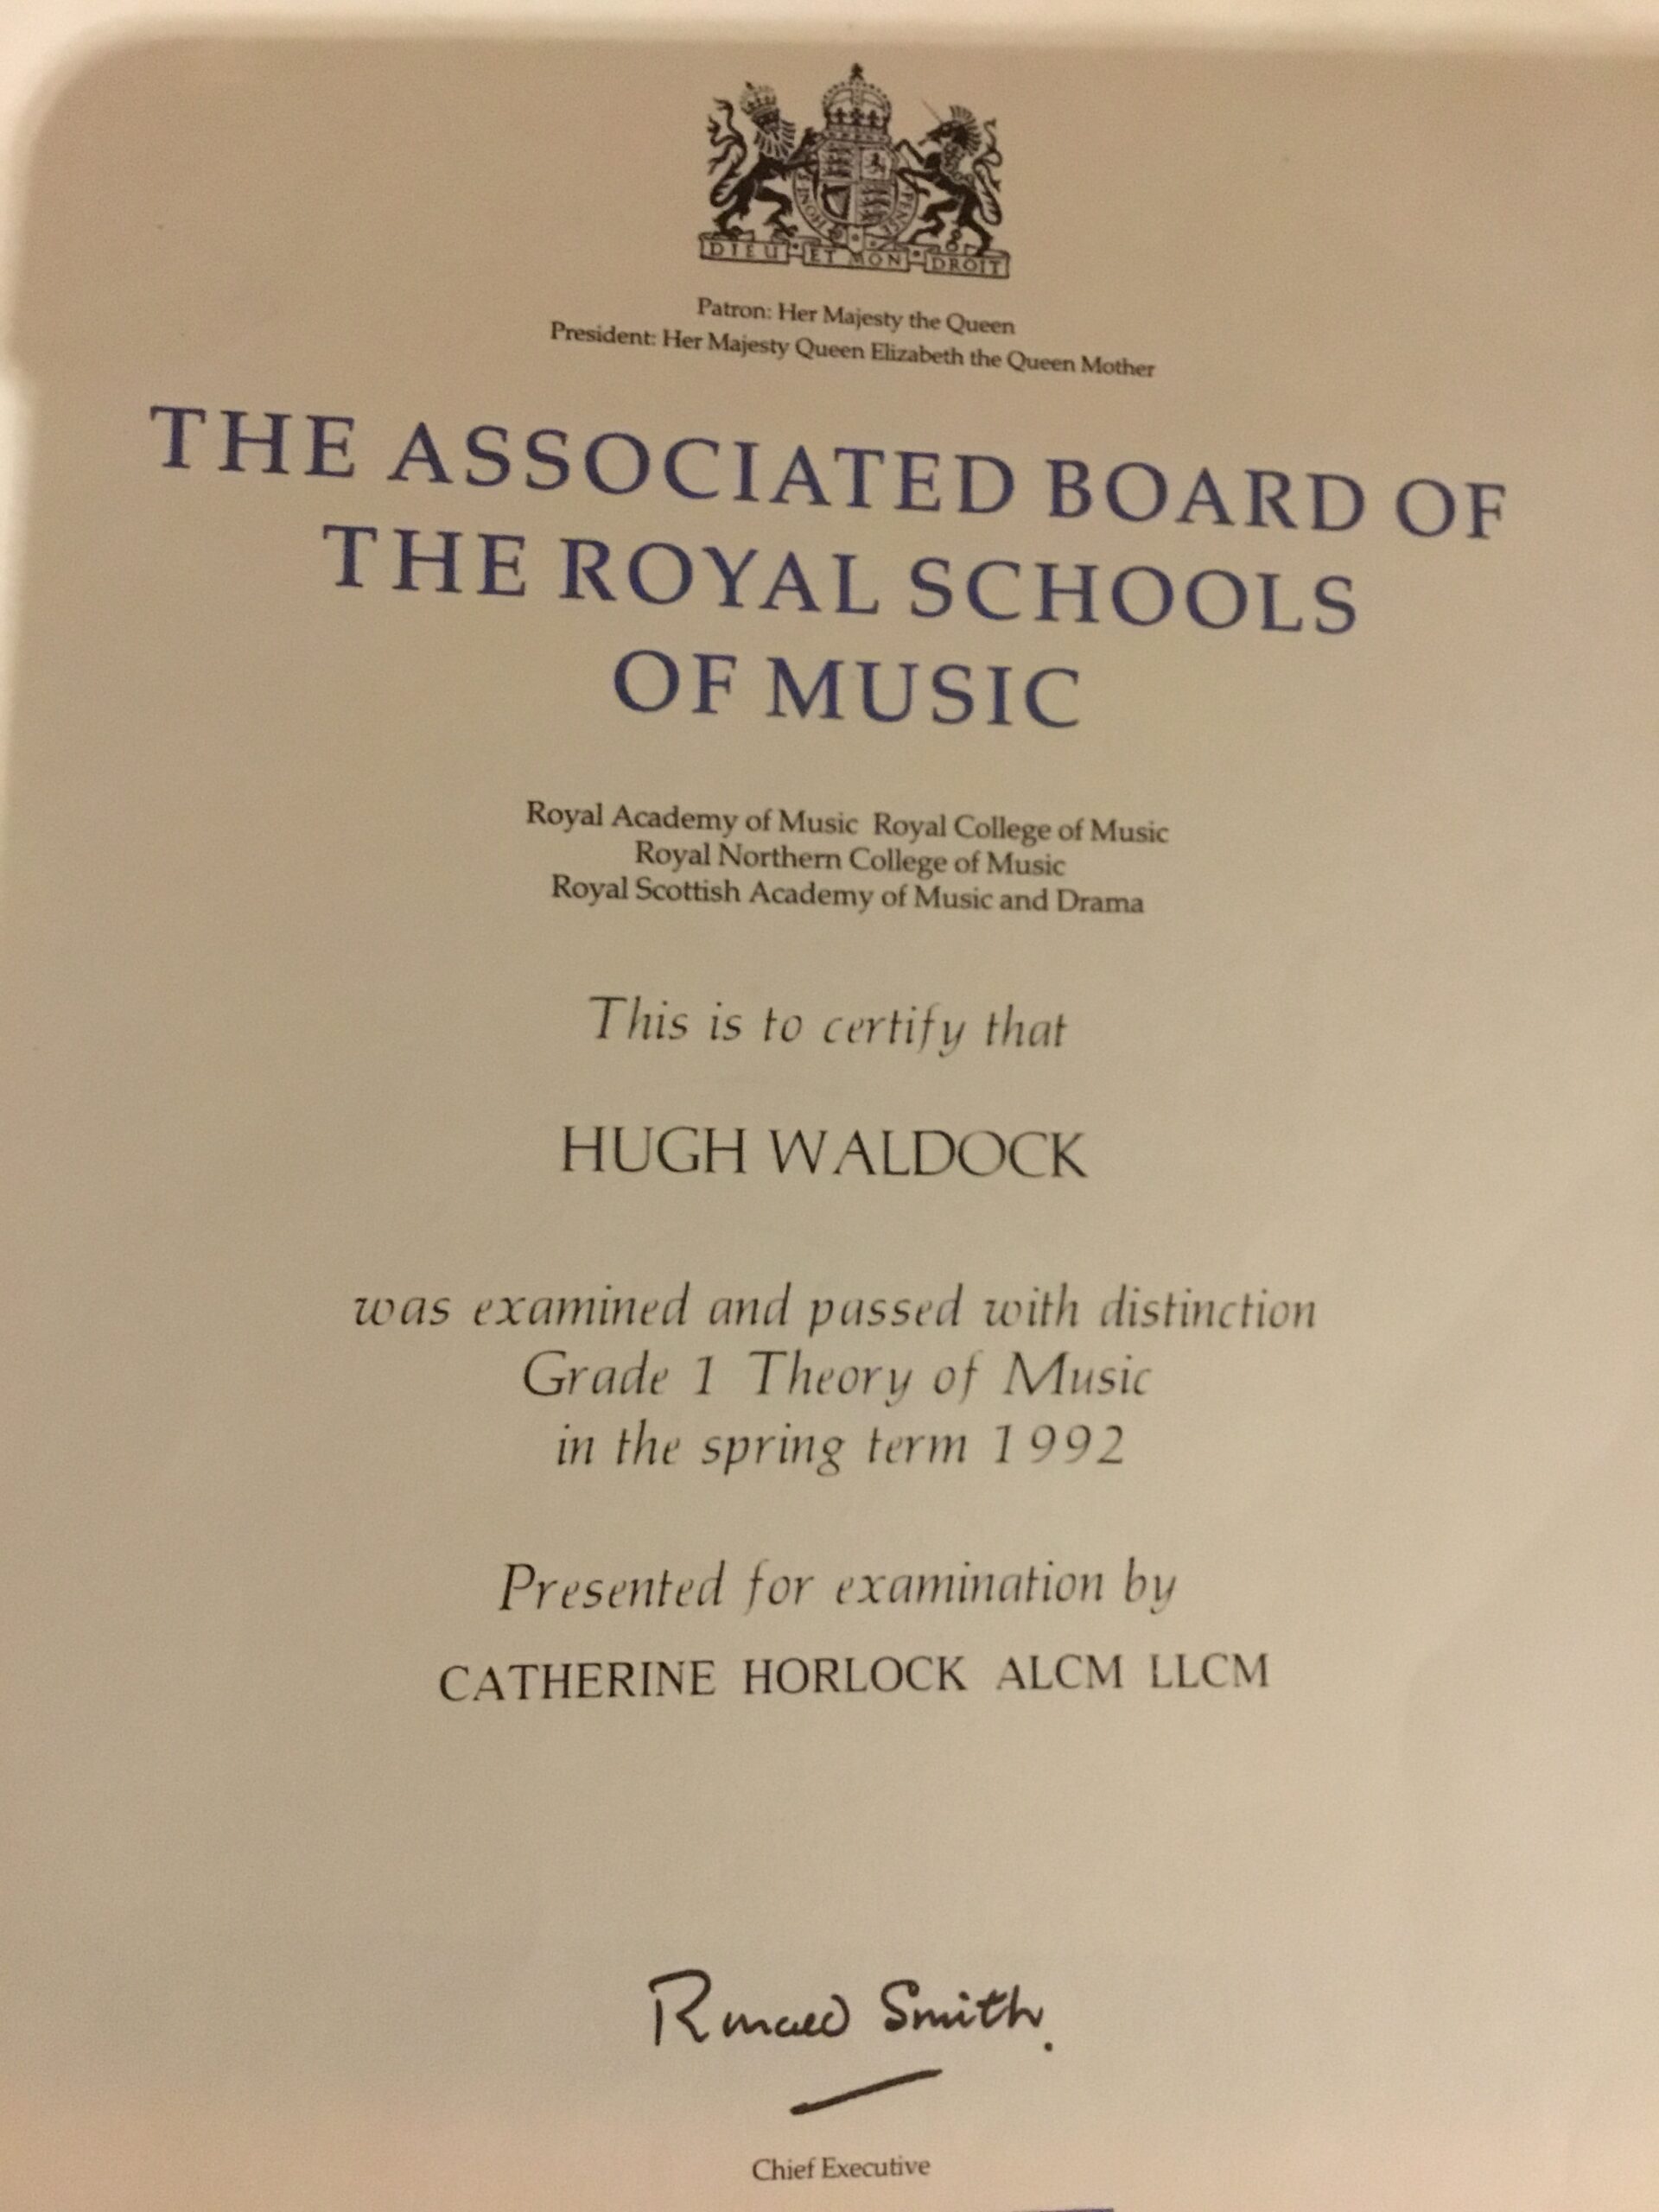 HONI
PENSE
DIEU ET MON DROIT
Patron: Her Majesty the Queen
President: Her Majesty Queen Elizabeth the Queen Mother
THE ASSOCIATED BOARD OF
THE ROYAL SCHOOLS
OF MUSIC
Royal Academy of Music Royal College of Music
Royal Northern College of Music
Royal Scottish Academy of Music and Drama
This is to certify that
HUGH WALDOCK
was examined and passed with distinction
Grade 1 Theory of Music
in the spring term 1992
Presented for examination by
CATHERINE HORLOCK ALCM LLCM
Ronald Smith.
Chief Executive